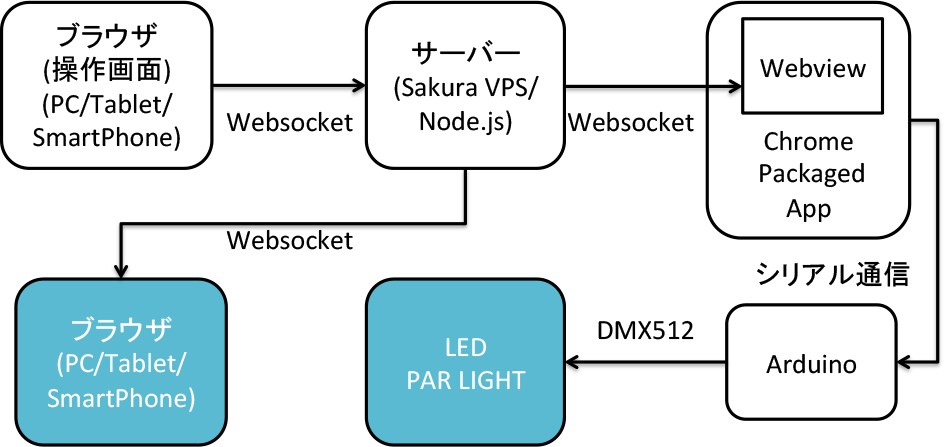 ブラウザ
(操作画面)
(PC/Tablet/
SmartPhone)
Websocket
サーバー
(Sakura VPS/
Node.js)
Websocket
Webview
Chrome
Packaged
App
Websocket
シリアル通信
ブラウザ
(PC/Tablet/
SmartPhone)
LED
PAR LIGHT
DMX512
Arduino